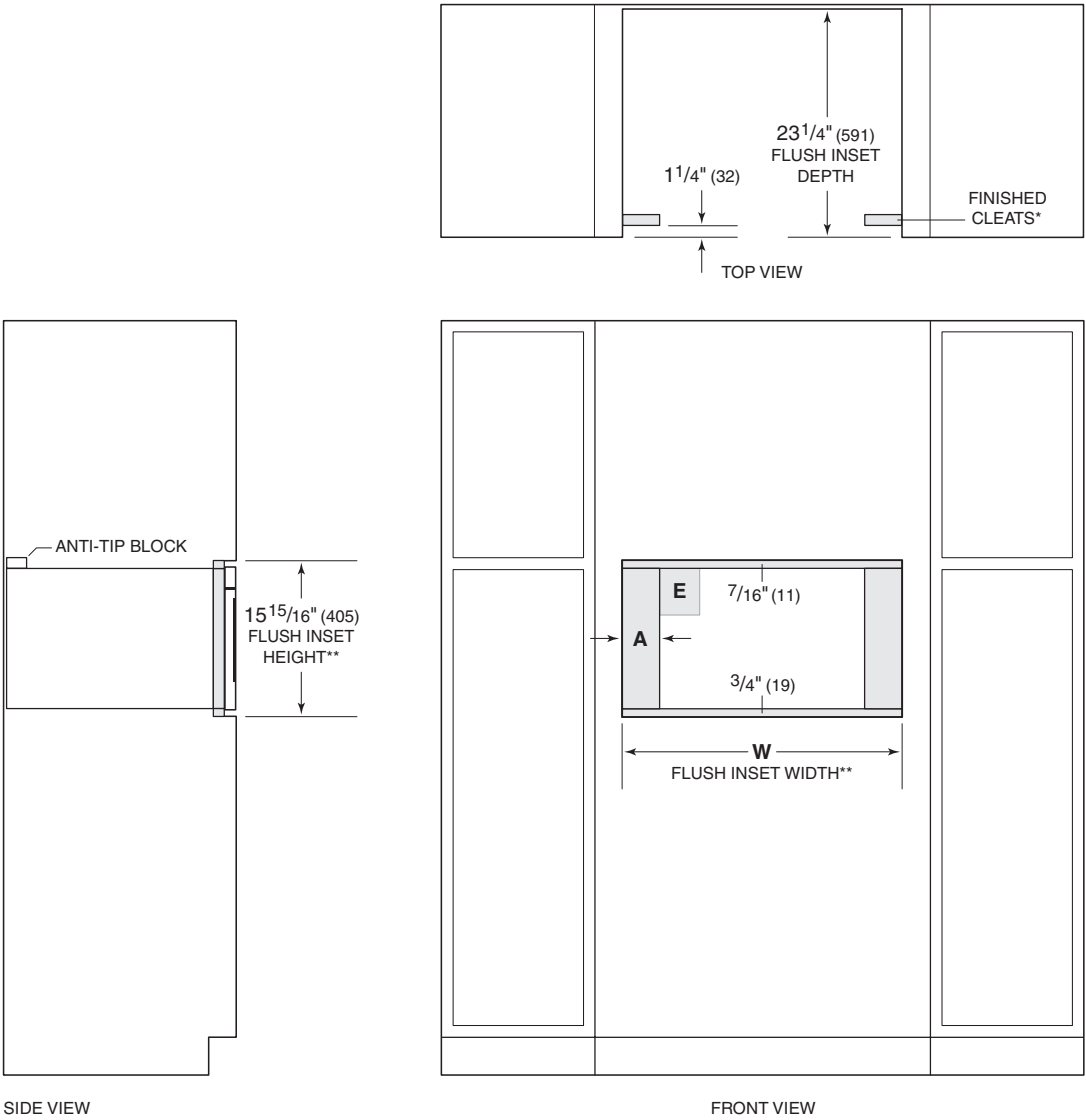 23 1/4" (591)
FLUSH INSET
DEPTH
1 1/4" (32)
FINISHED
CLEATS*
TOP VIEW
ANTI-TIP BLOCK
15 15/16" (405)
FLUSH INSET
HEIGHT**
E
7/16" (11)
A
3/4" (19)
W
FLUSH INSET WIDTH**
SIDE VIEW
FRONT VIEW